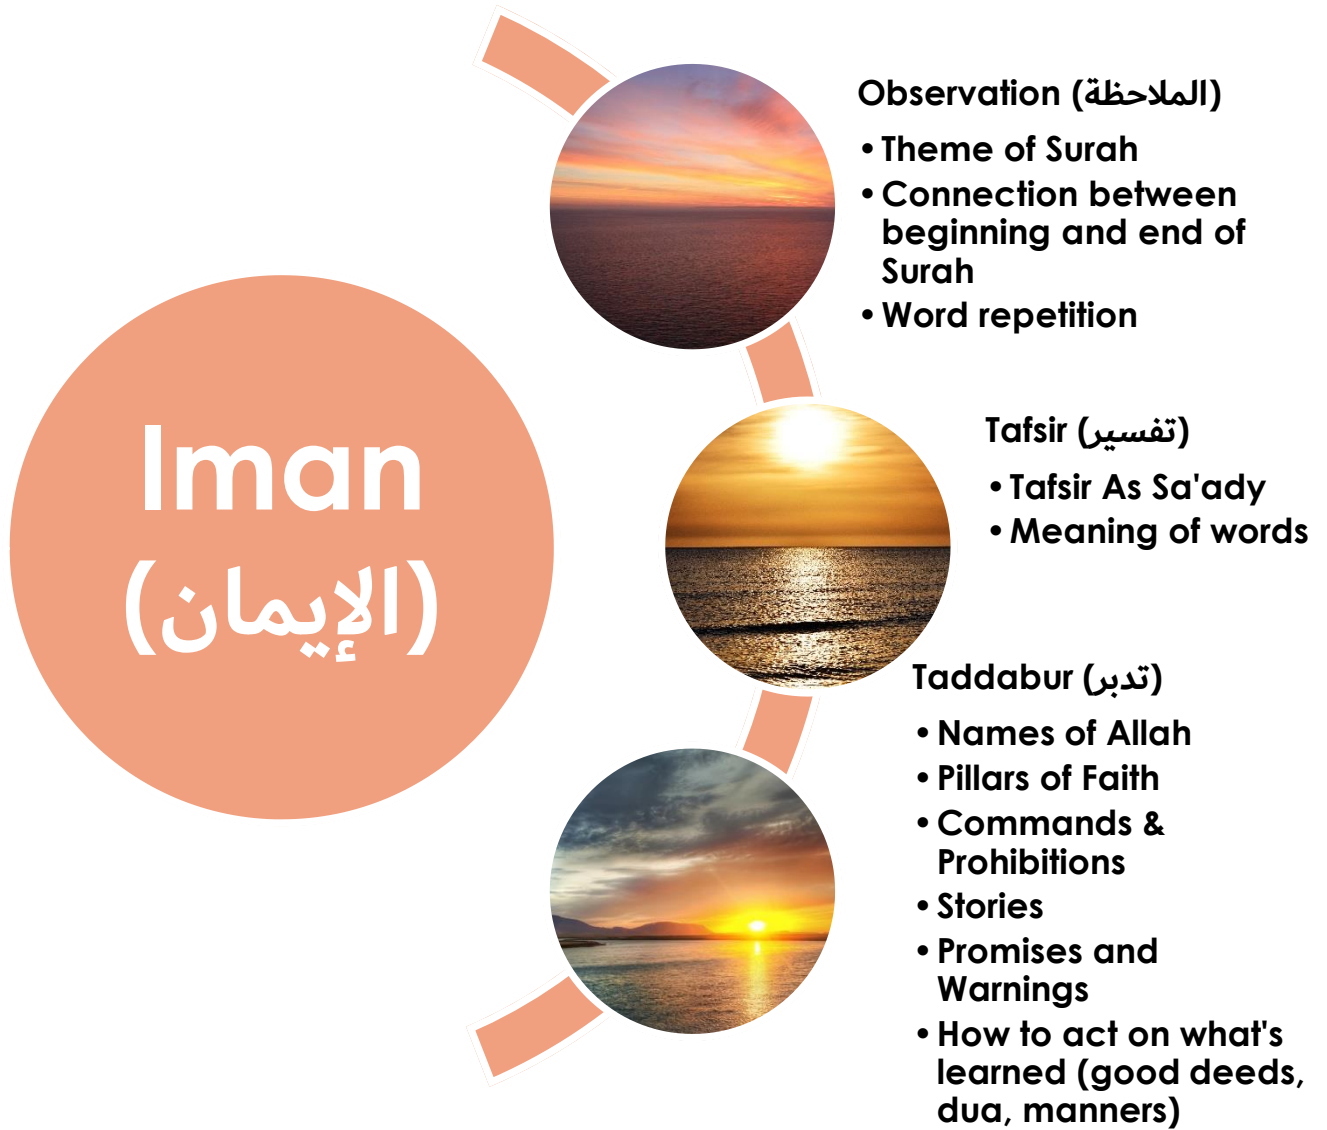 Iman
(الإيمان)
Observation (الملاحظة)
• Theme of Surah
• Connection between
beginning and end of
Surah
• Word repetition
Tafsir (تفسير)
• Tafsir As Sa'ady
• Meaning of words
Taddabur (تدبر)
• Names of Allah
• Pillars of Faith
• Commands &
Prohibitions
• Stories
• Promises and
Warnings
• How to act on what's
learned (good deeds,
dua, manners)